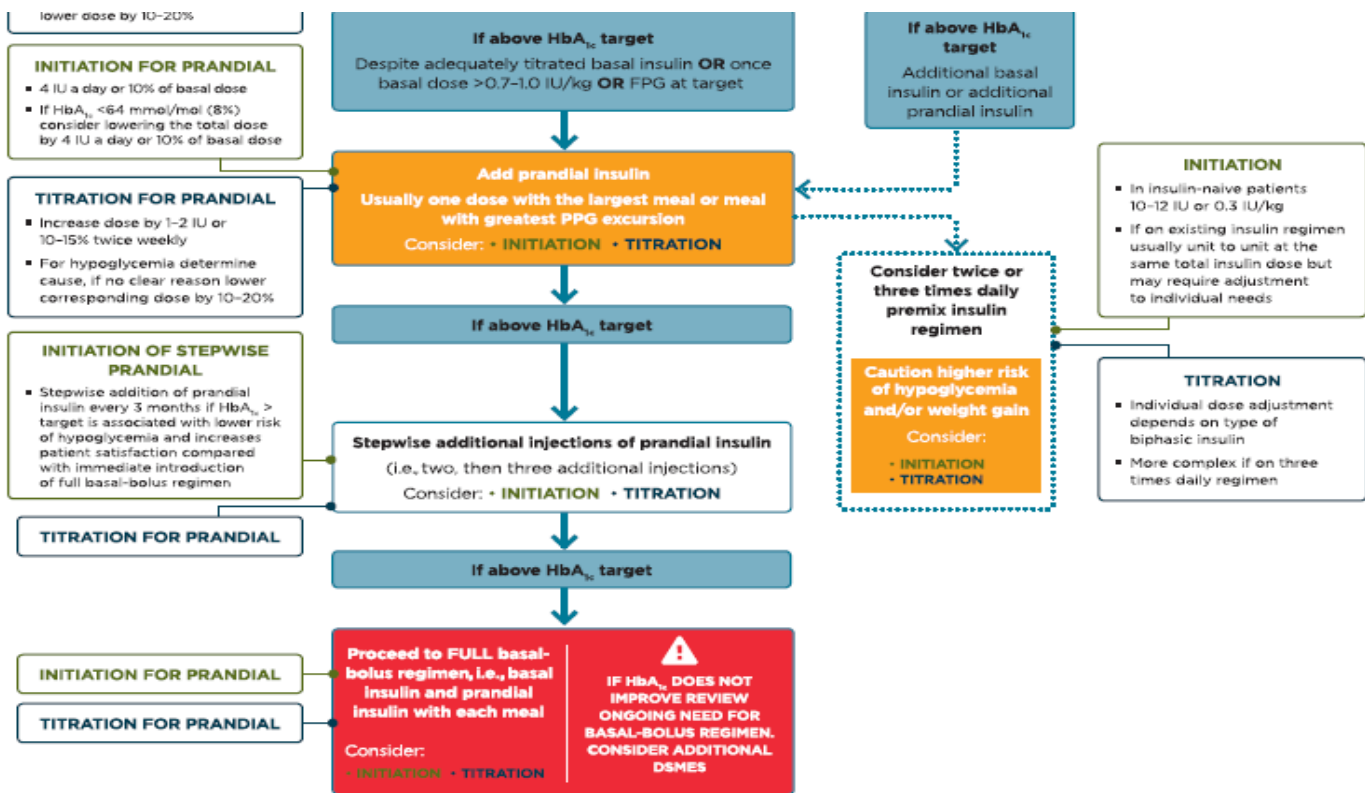 lower dose by 10–20%
INITIATION FOR PRANDIAL
▪ 4 IU a day or 10% of basal dose
▪ If HbA1c <64 mmol/mol (8%)
consider lowering the total dose
by 4 IU a day or 10% of basal dose
TITRATION FOR PRANDIAL
▪ Increase dose by 1–2 IU or
10–15% twice weekly
▪ For hypoglycemia determine
cause, if no clear reason lower
corresponding dose by 10–20%
INITIATION OF STEPWISE
PRANDIAL
▪ Stepwise addition of prandial
insulin every 3 months if HbA1c >
target is associated with lower risk
of hypoglycemia and increases
patient satisfaction compared
with immediate introduction
of full basal-bolus regimen
TITRATION FOR PRANDIAL
INITIATION FOR PRANDIAL
TITRATION FOR PRANDIAL
If above HbA1c target
Despite adequately titrated basal insulin OR once
basal dose >0.7–1.0 IU/kg OR FPG at target
Add prandial insulin
Usually one dose with the largest meal or meal
with greatest PPG excursion
Consider: • INITIATION • TITRATION
If above HbA1c target
Stepwise additional injections of prandial insulin
(i.e., two, then three additional injections)
Consider: • INITIATION • TITRATION
If above HbA1c target
Proceed to FULL basal-
bolus regimen, i.e., basal
insulin and prandial
insulin with each meal
Consider:
• INITIATION • TITRATION
IF HbA1c DOES NOT
IMPROVE REVIEW
ONGOING NEED FOR
BASAL-BOLUS REGIMEN.
CONSIDER ADDITIONAL
DSMES
If above HbA1c
target
Additional basal
insulin or additional
prandial insulin
Consider twice or
three times daily
premix insulin
regimen
Caution higher risk
of hypoglycemia
and/or weight gain
Consider:
• INITIATION
• TITRATION
INITIATION
▪ In insulin-naive patients
10–12 IU or 0.3 IU/kg
▪ If on existing insulin regimen
usually unit to unit at the
same total insulin dose but
may require adjustment
to individual needs
TITRATION
▪ Individual dose adjustment
depends on type of
biphasic insulin
▪ More complex if on three
times daily regimen